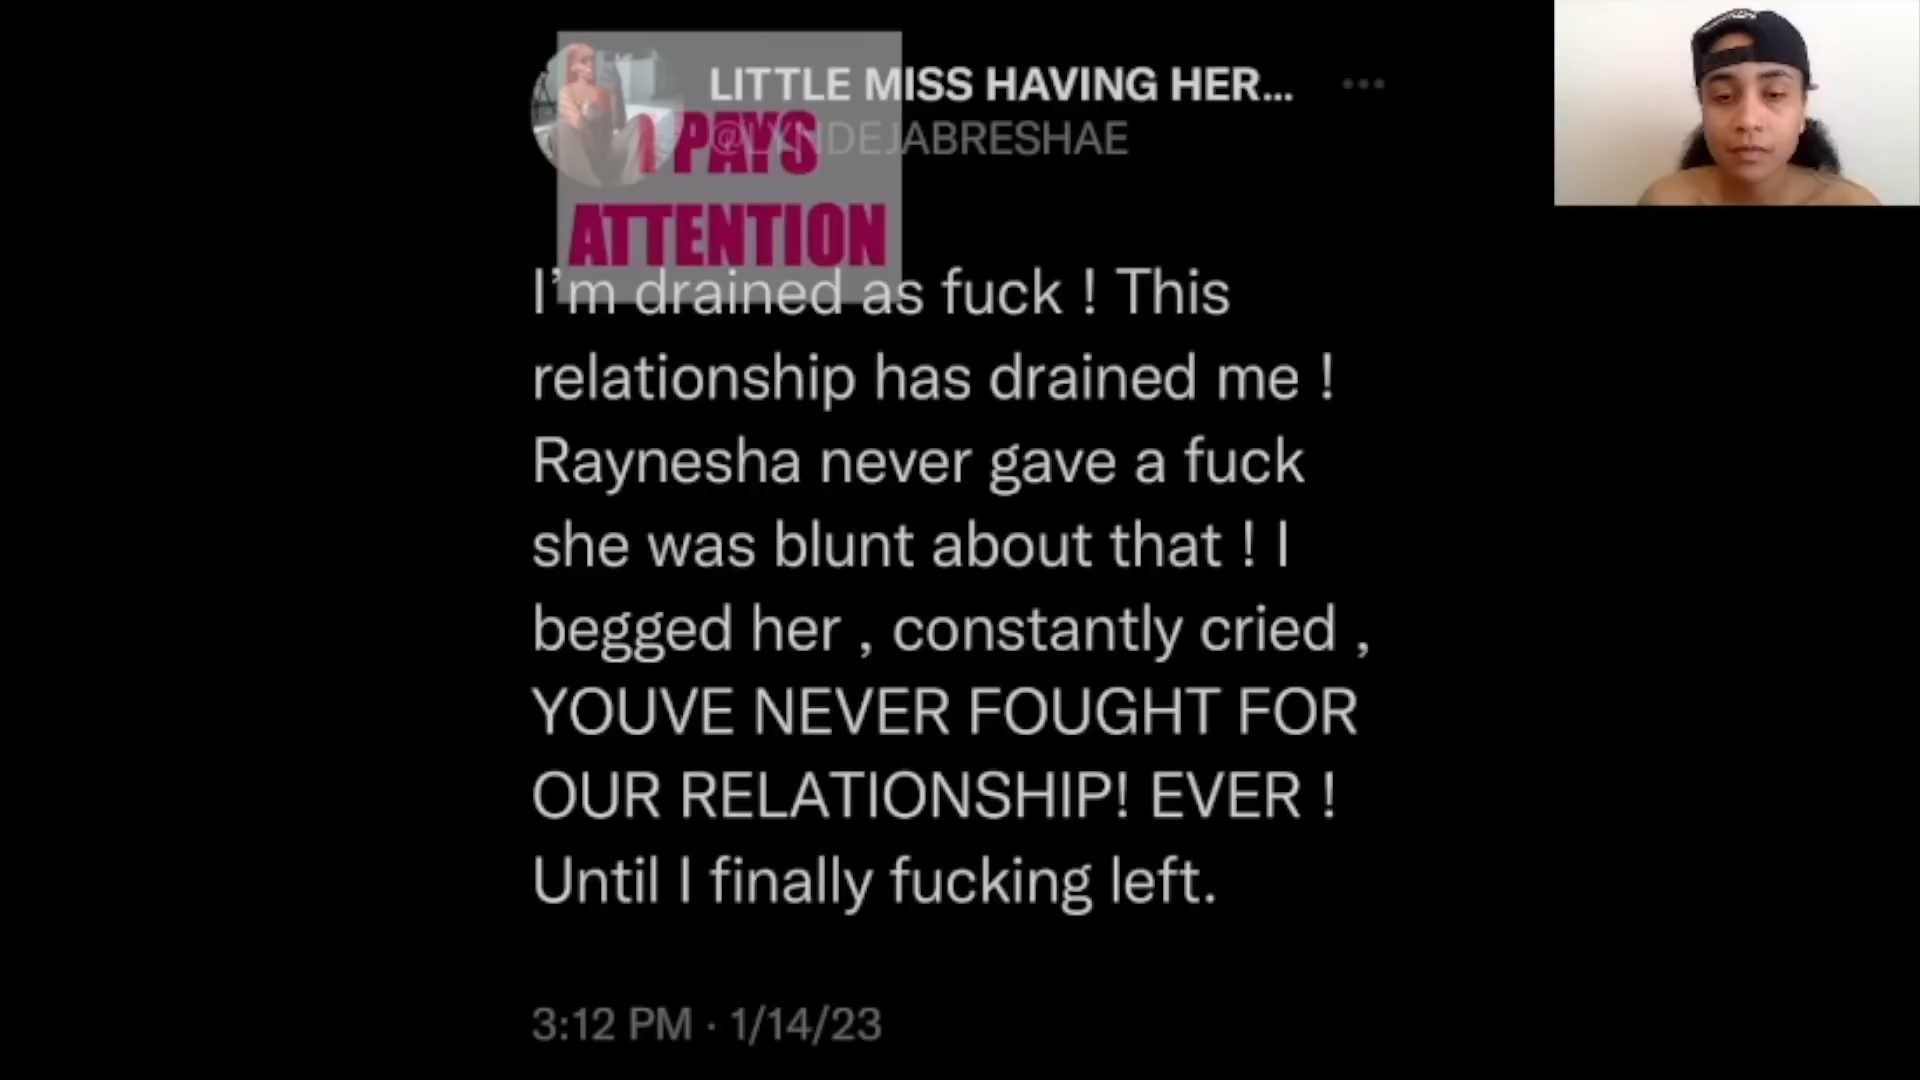 LITTLE MISS HAVING HER...
@LYNDEJABRESHAE
I PAYS
ATTENTION
I'm drained as fuck ! This
relationship has drained me !
Raynesha never gave a fuck
she was blunt about that ! I
begged her , constantly cried ,
YOUVE NEVER FOUGHT FOR
OUR RELATIONSHIP! EVER !
Until I finally fucking left.
3:12 PM · 1/14/23